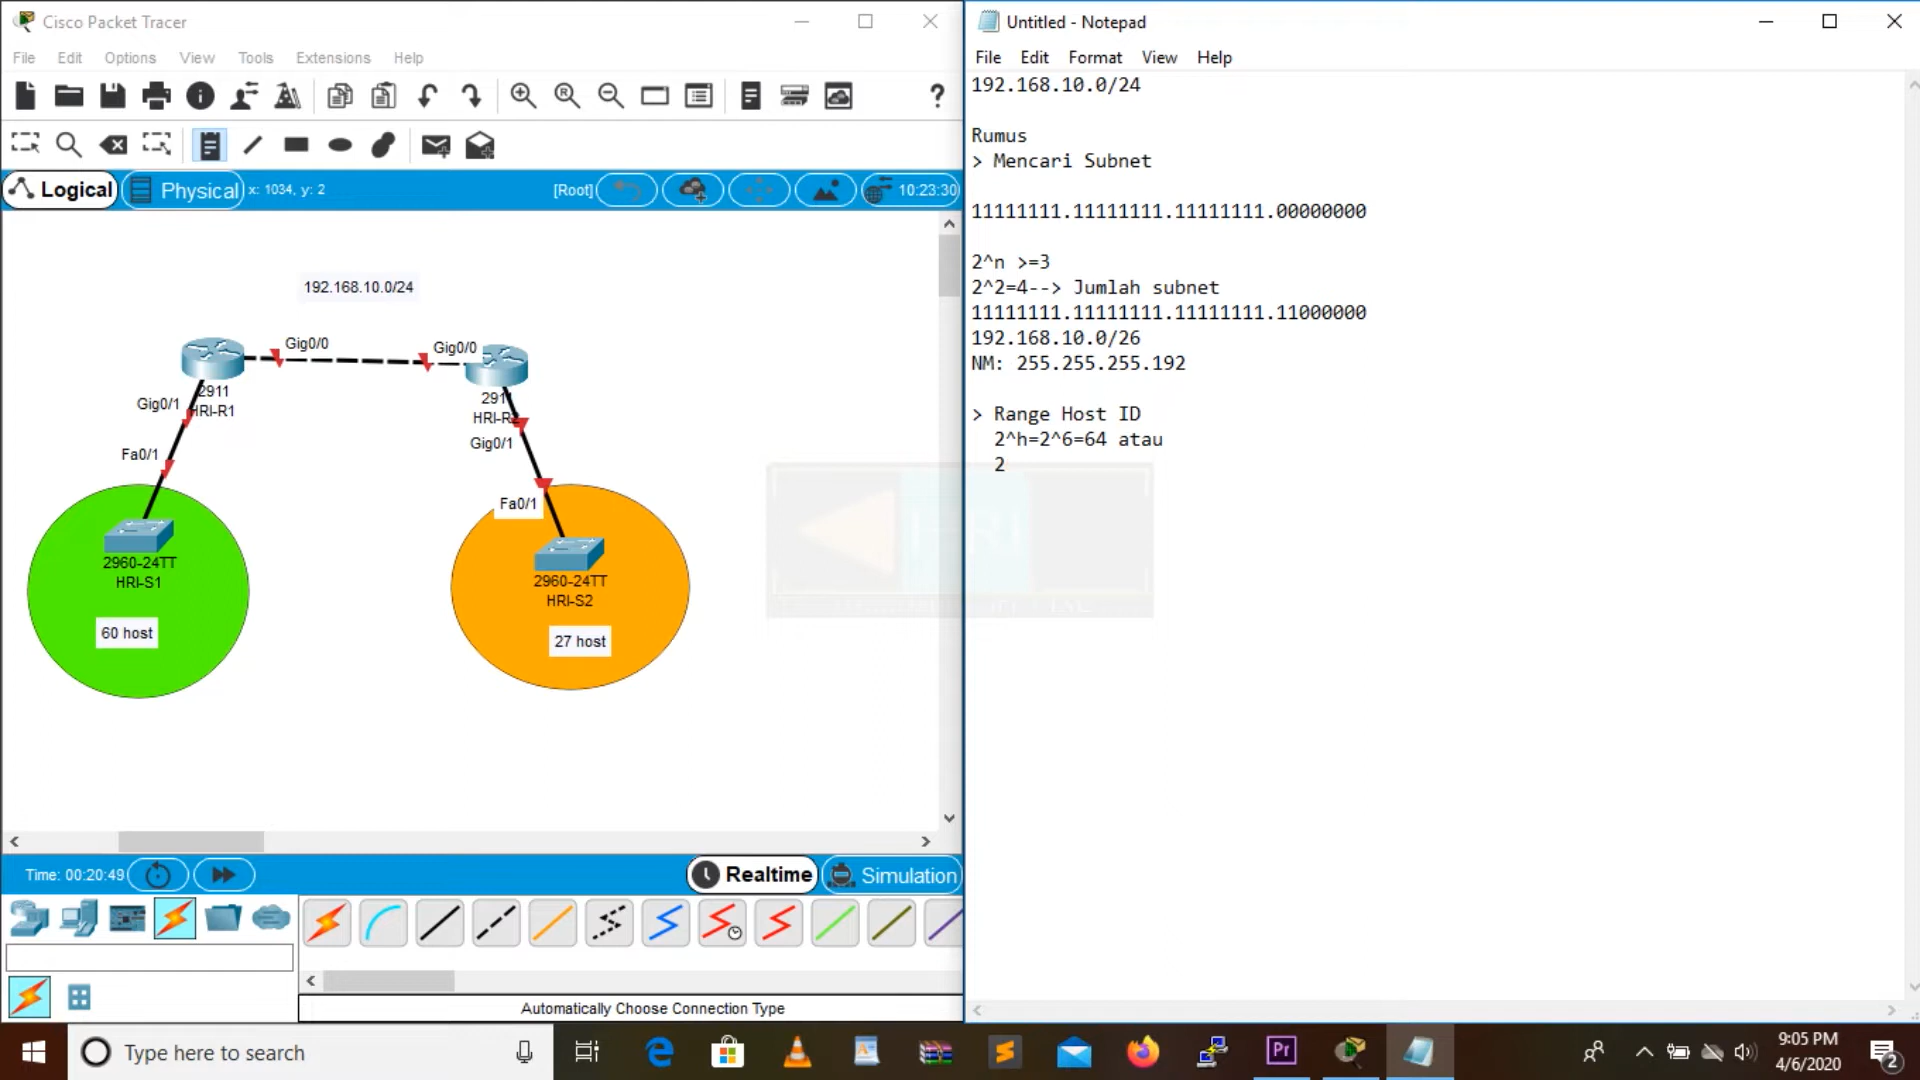 Cisco Packet Tracer
File Edit Options View Tools Extensions Help
Logical
Physical
x: 1034, y: 2
[Root]
10:23:30
192.168.10.0/24
Gig0/0
Gig0/0
2911
HRI-R1
Gig0/1
Fa0/1
HRI-R2
Gig0/1
Fa0/1
2960-24TT
HRI-S1
60 host
2960-24TT
HRI-S2
27 host
Time: 00:20:49
Realtime
Simulation
Automatically Choose Connection Type
Untitled - Notepad
File Edit Format View Help
192.168.10.0/24
Rumus
> Mencari Subnet
11111111.11111111.11111111.00000000
2^n >=3
2^2=4--> Jumlah subnet
11111111.11111111.11111111.11000000
192.168.10.0/26
NM: 255.255.255.192
> Range Host ID
2^h=2^6=64 atau
2
HRI
Type here to search
Pr
9:05 PM
4/6/2020
2